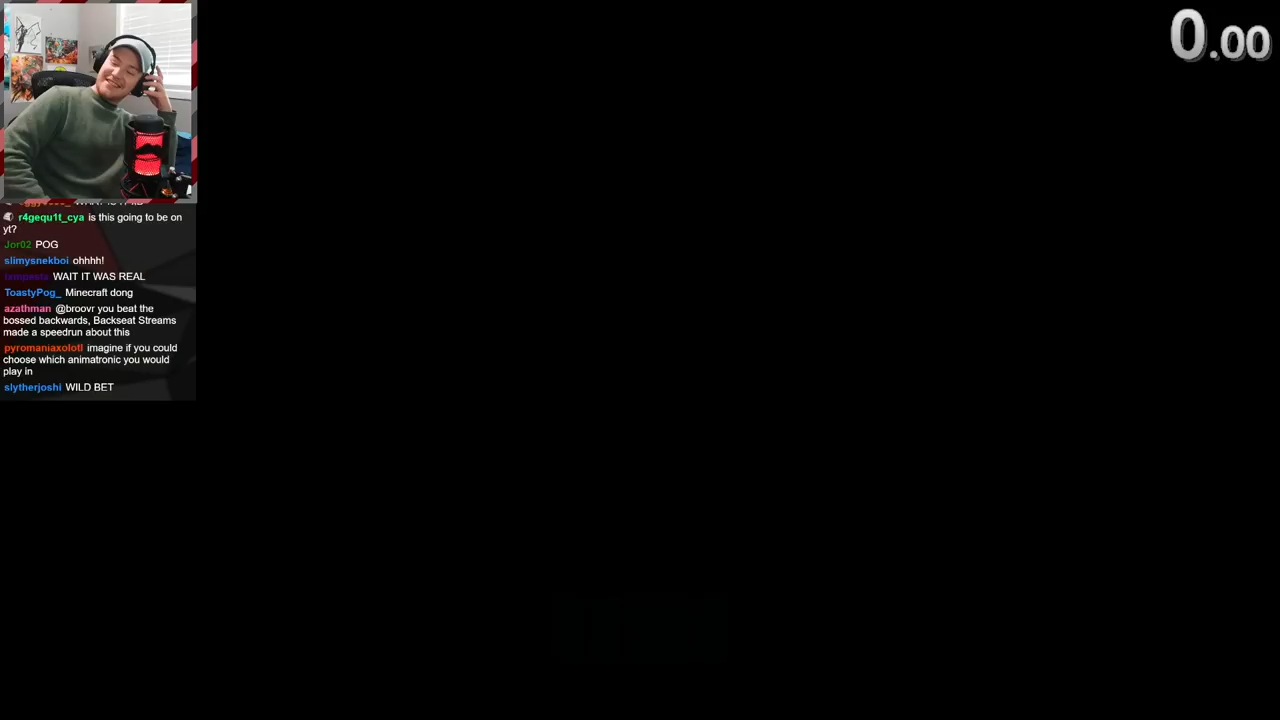 0.00
r4gequ1t_cya is this going to be on
yt?
Jor02 POG
slimysnekboi ohhhh!
WAIT IT WAS REAL
ToastyPog_ Minecraft dong
azathman @broovr you beat the
bossed backwards, Backseat Streams
made a speedrun about this
pyromaniaxolotl imagine if you could
choose which animatronic you would
play in
slytherjoshi WILD BET